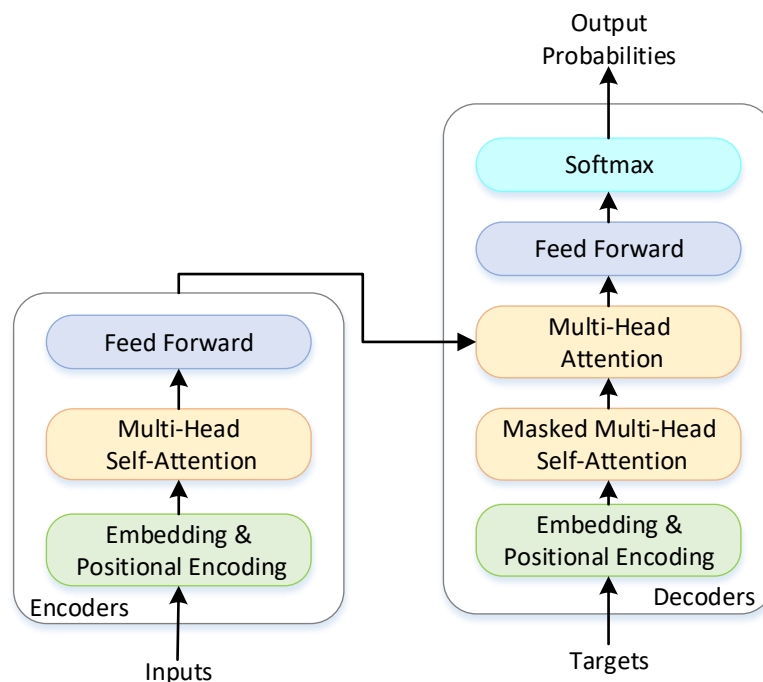 Output
Probabilities
Softmax
Feed Forward
Multi-Head
Attention
Masked Multi-Head
Self-Attention
Embedding &
Positional Encoding
Decoders
Targets
Feed Forward
Multi-Head
Self-Attention
Embedding &
Positional Encoding
Encoders
Inputs